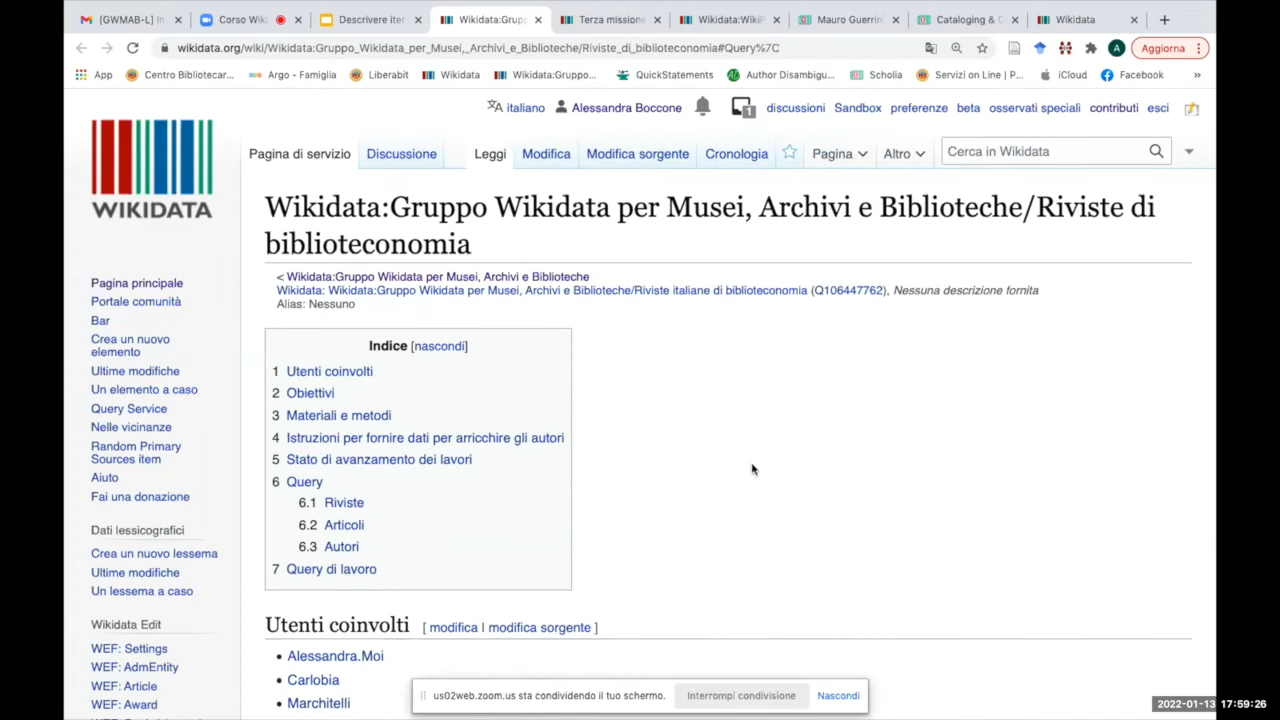 [GWMAB-L] In
Corso Wiki
Descrivere iter
Wikidata:Grup
Terza missione
Wikidata:Wiki
Mauro Guerrin
Cataloging & C
Wikidata
wikidata.org/wiki/Wikidata:Gruppo_Wikidata_per_Musei,_Archivi_e_Biblioteche/Riviste_di_biblioteconomia#Query%7C
A
Aggiorna
App
Centro Bibliotecar...
Argo - Famiglia
Liberabit
Wikidata
Wikidata:Gruppo...
QuickStatements
Author Disambigu...
Scholia
Servizi on Line | P...
iCloud
Facebook
»
italiano
Alessandra Boccone
1
discussioni
Sandbox
preferenze
beta
osservati speciali
contributi
esci
WIKIDATA
Pagina di servizio
Discussione
Leggi
Modifica
Modifica sorgente
Cronologia
Pagina
Altro
Cerca in Wikidata
Wikidata:Gruppo Wikidata per Musei, Archivi e Biblioteche/Riviste di
biblioteconomia
< Wikidata:Gruppo Wikidata per Musei, Archivi e Biblioteche
Wikidata: Wikidata:Gruppo Wikidata per Musei, Archivi e Biblioteche/Riviste italiane di biblioteconomia (Q106447762), Nessuna descrizione fornita
Alias: Nessuno
Pagina principale
Portale comunità
Bar
Crea un nuovo
elemento
Ultime modifiche
Un elemento a caso
Query Service
Nelle vicinanze
Random Primary
Sources item
Aiuto
Fai una donazione
Dati lessicografici
Crea un nuovo lessema
Ultime modifiche
Un lessema a caso
Wikidata Edit
WEF: Settings
WEF: AdmEntity
WEF: Article
WEF: Award
Indice [nascondi]
1 Utenti coinvolti
2 Obiettivi
3 Materiali e metodi
4 Istruzioni per fornire dati per arricchire gli autori
5 Stato di avanzamento dei lavori
6 Query
6.1 Riviste
6.2 Articoli
6.3 Autori
7 Query di lavoro
Utenti coinvolti [ modifica | modifica sorgente ]
• Alessandra.Moi
• Carlobia
• Marchitelli
us02web.zoom.us sta condividendo il tuo schermo.
Interrompi condivisione
Nascondi
2022-01-13 17:59:26